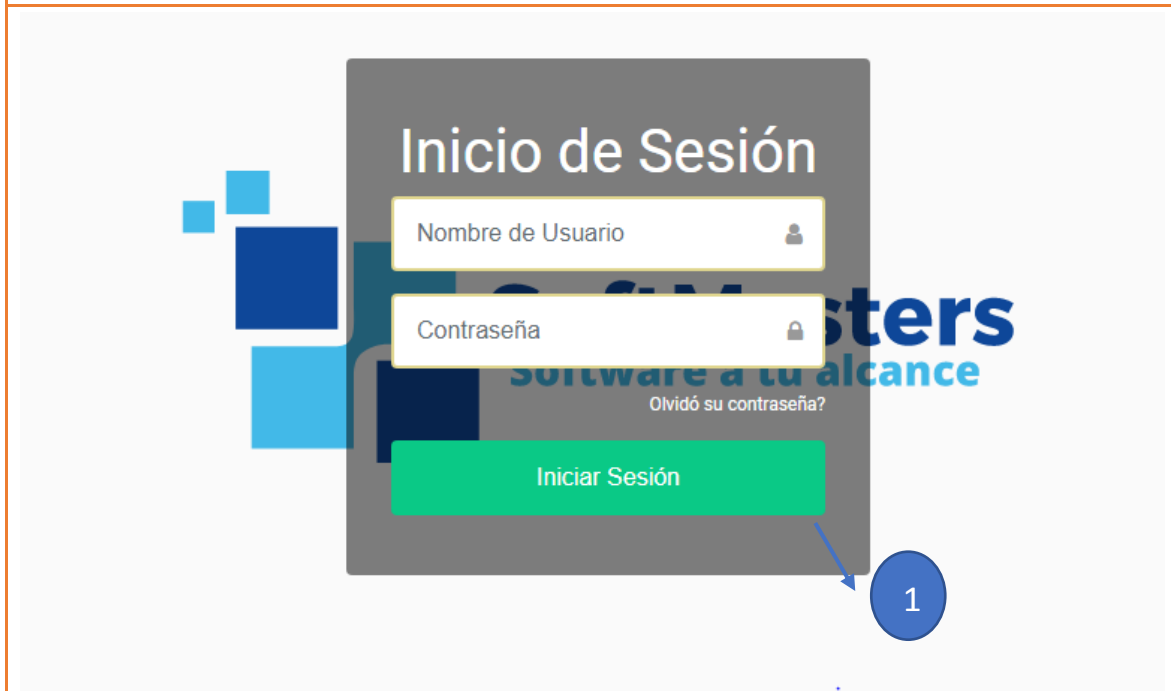 Inicio de Sesión
Nombre de Usuario
Contraseña
sters
Software a tu alcance
Olvidó su contraseña?
Iniciar Sesión
1